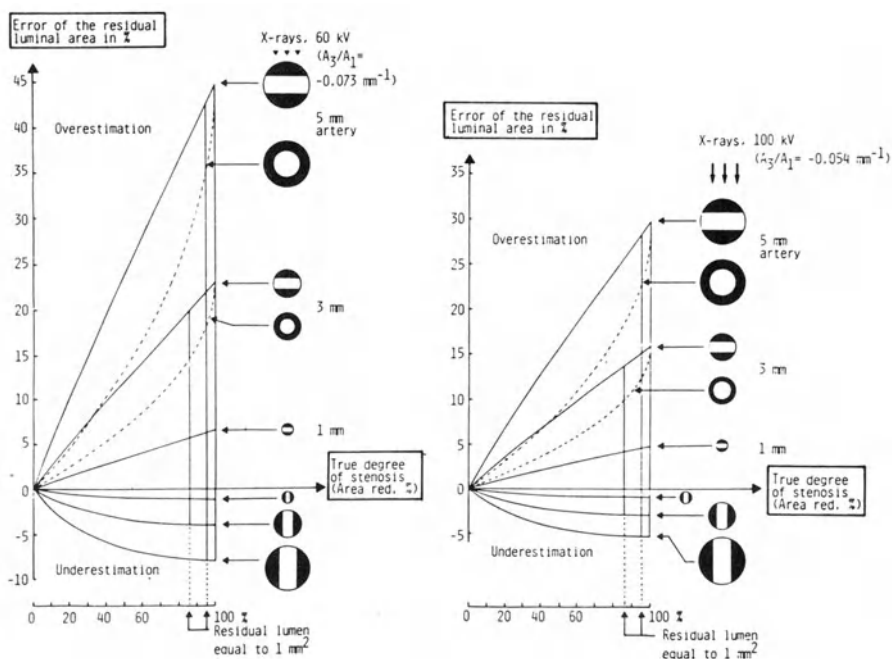 Error of the residual
luminal area in %
X-rays, 60 kV
(A3/A1=
-0.073 mm⁻¹)
45
40
35
30
25
20
15
10
5
0
-5
-10
Overestimation
5 mm
artery
3 mm
1 mm
True degree
of stenosis
(Area red. %)
Underestimation
0 20 40 60 80 100 %
Residual lumen
equal to 1 mm²
Error of the residual
luminal area in %
X-rays, 100 kV
(A3/A1= -0.054 mm⁻¹)
35
30
25
20
15
10
5
0
-5
Overestimation
5 mm
artery
3 mm
1 mm
True degree
of stenosis
(Area red. %)
Underestimation
0 20 40 60 80 100 %
Residual lumen
equal to 1 mm²